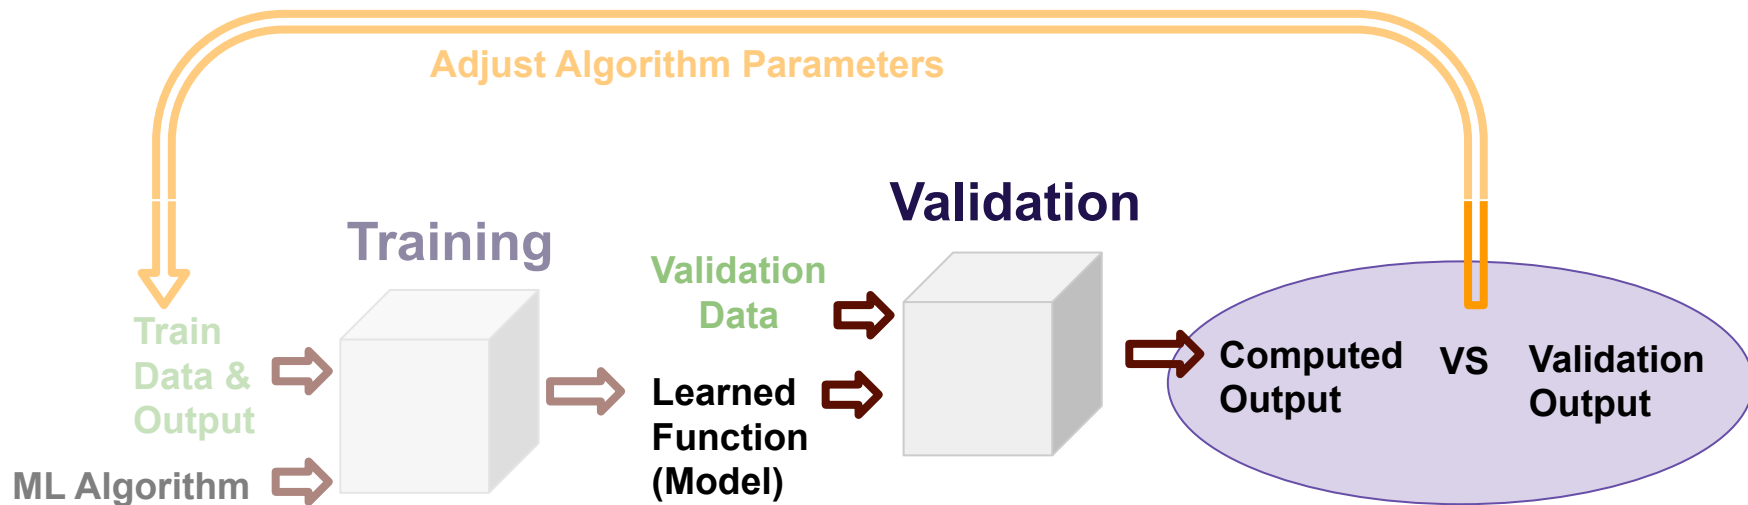 Adjust Algorithm Parameters
Training
Validation
Train
Data &
Output
ML Algorithm
Validation
Data
Learned
Function
(Model)
Computed
Output
VS
Validation
Output